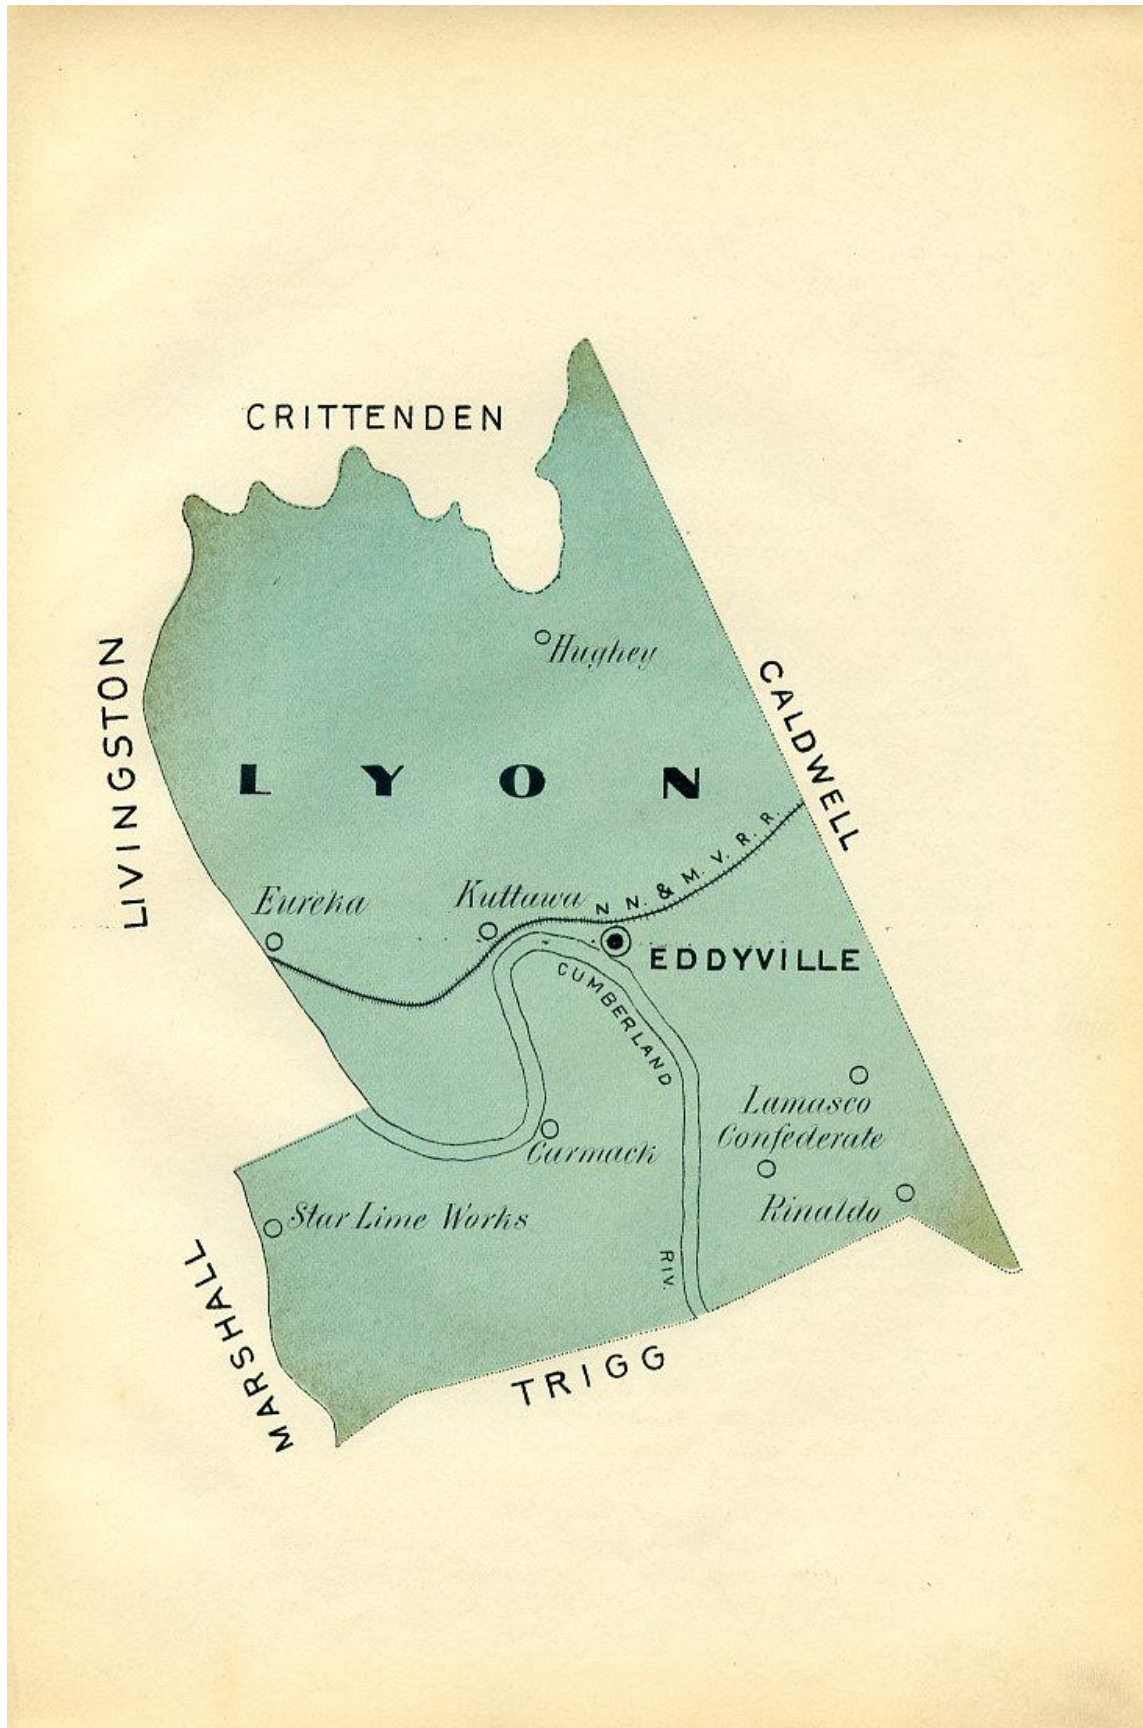 CRITTENDEN
Hughey
LIVINGSTON
CALDWELL
LYON
N. N. & M. V. R. R.
Eureka
Kuttawa
EDDYVILLE
CUMBERLAND
RIV.
Lamasco
Confederate
Carmack
Rinaldo
Star Lime Works
MARSHALL
TRIGG